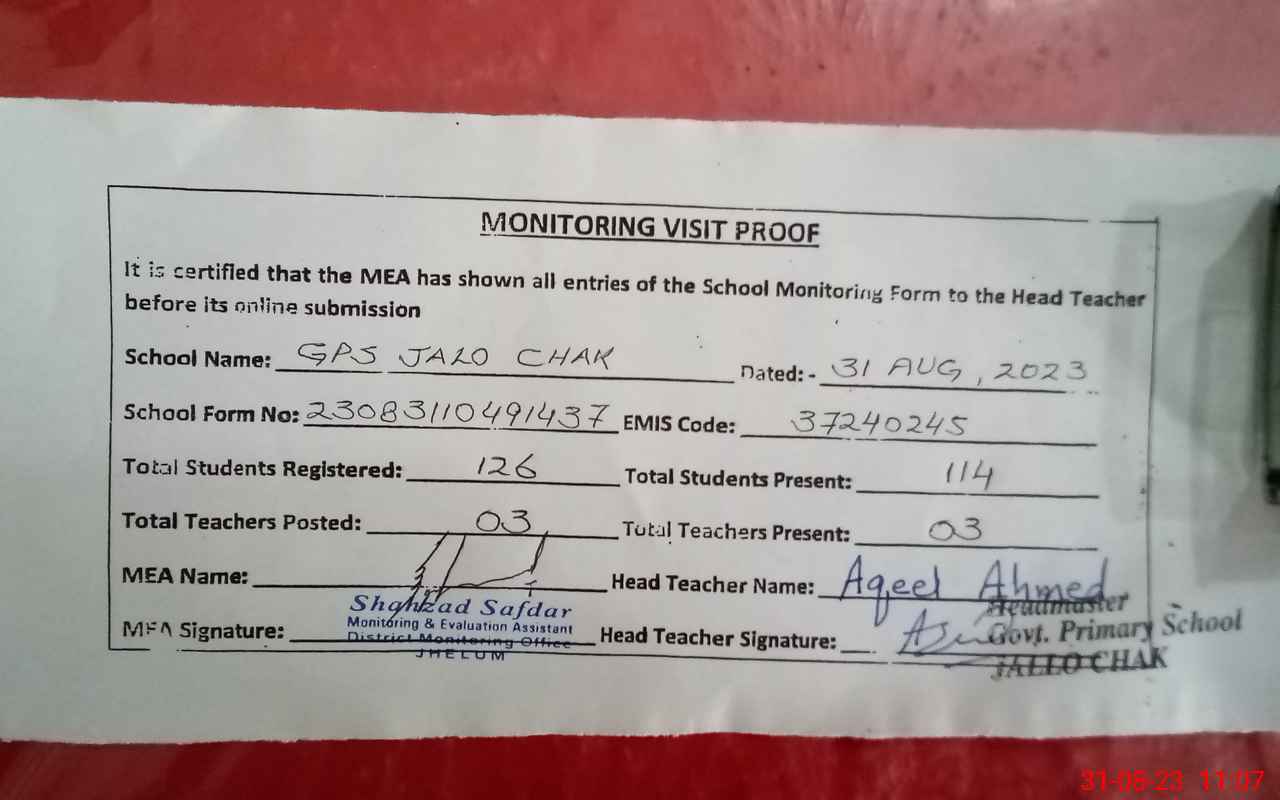 MONITORING VISIT PROOF
It is certified that the MEA has shown all entries of the School Monitoring Form to the Head Teacher
before its online submission
School Name: GPS JALO CHAK Dated: - 31 AUG, 2023
School Form No: 23083110491437 EMIS Code: 37240245
Total Students Registered: 126 Total Students Present: 114
Total Teachers Posted: 03 Total Teachers Present: 03
MEA Name: Head Teacher Name: Aqeel Ahmed
Shahzad Safdar
Monitoring & Evaluation Assistant
District Monitoring Office
JHELUM
MEA Signature: Head Teacher Signature:
Headmaster
Govt. Primary School
JALLO CHAK
31-08-23 11:07